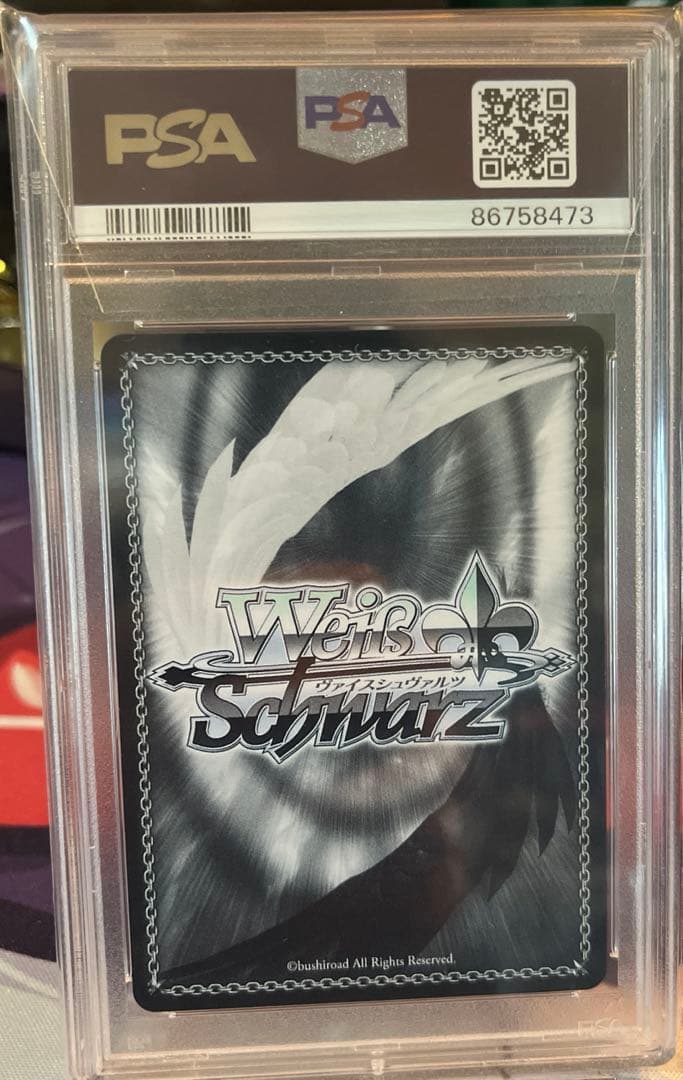 PSA
PSA
86758473
Weiß
ヴァイスシュヴァルツ
Schwarz
©bushiroad All Rights Reserved.
PSA